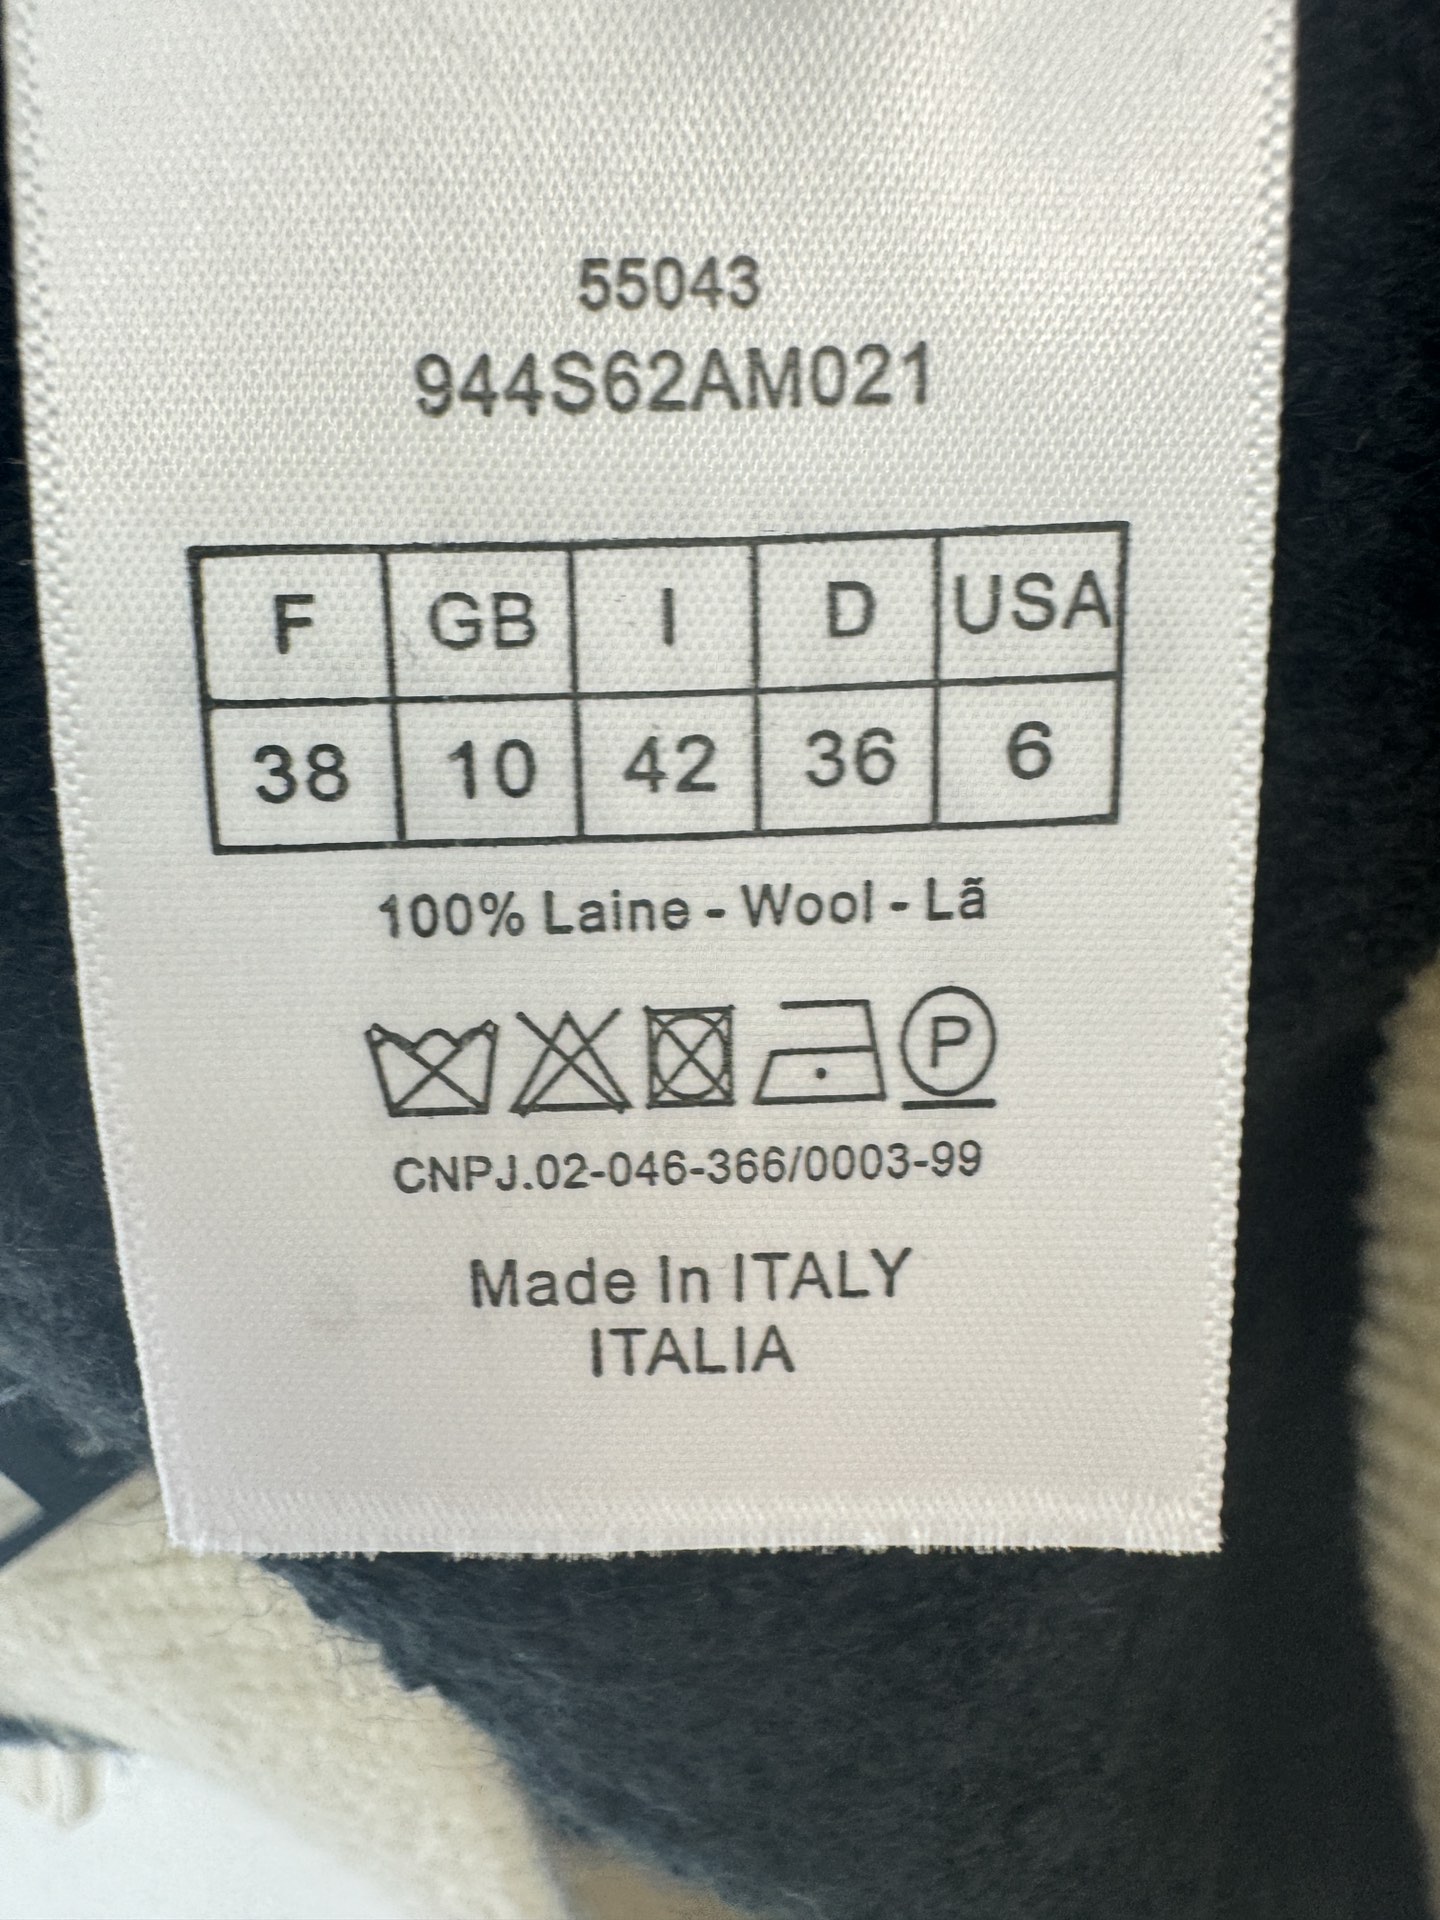 55043
944S62AM021
F GB I D USA
38 10 42 36 6
100% Laine - Wool - Lã
P
CNPJ.02-046-366/0003-99
Made In ITALY
ITALIA